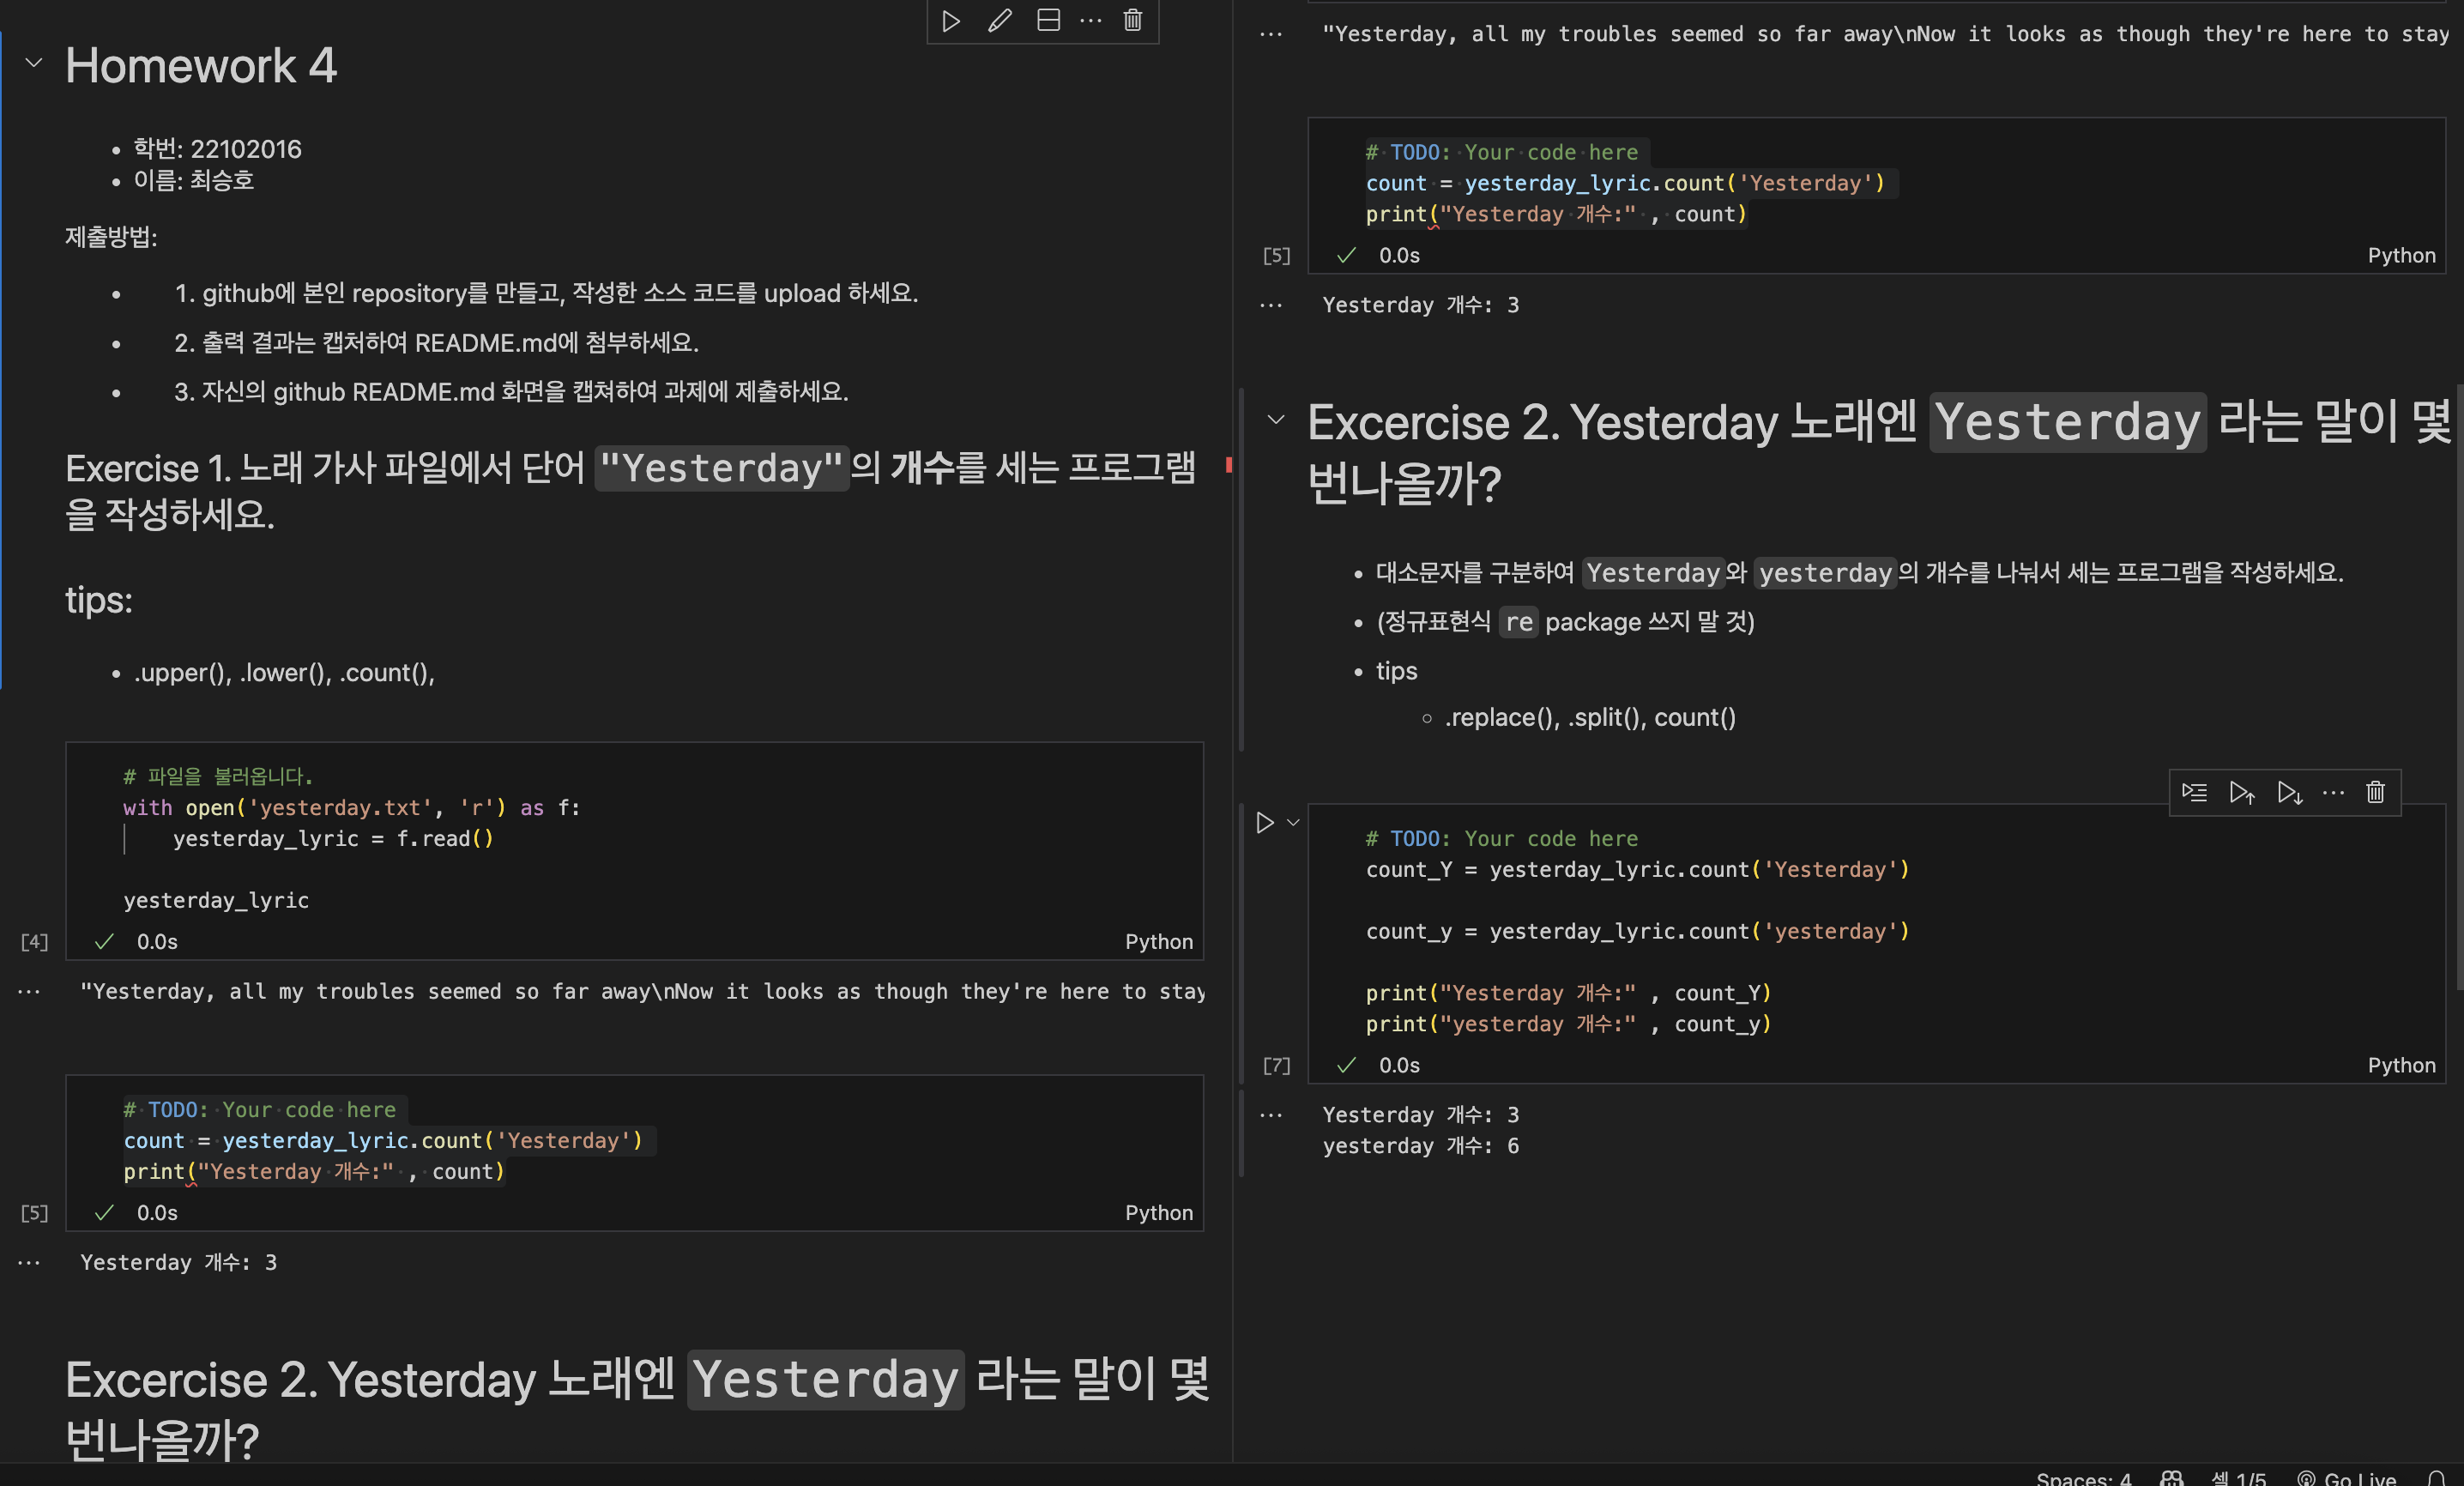 Homework 4
학번: 22102016
이름: 최승호
제출방법:
1. github에 본인 repository를 만들고, 작성한 소스 코드를 upload 하세요.
2. 출력 결과는 캡처하여 README.md에 첨부하세요.
3. 자신의 github README.md 화면을 캡쳐하여 과제에 제출하세요.
Exercise 1. 노래 가사 파일에서 단어 "Yesterday"의 개수를 세는 프로그램
을 작성하세요.
tips:
.upper(), .lower(), .count(),
# 파일을 불러옵니다.
with open('yesterday.txt', 'r') as f:
yesterday_lyric = f.read()
yesterday_lyric
[4]
0.0s
Python
"Yesterday, all my troubles seemed so far away\nNow it looks as though they're here to stay
# TODO: Your code here
count = yesterday_lyric.count('Yesterday')
print("Yesterday 개수:" , count)
[5]
0.0s
Python
Yesterday 개수: 3
Excercise 2. Yesterday 노래엔 Yesterday 라는 말이 몇
번나올까?
"Yesterday, all my troubles seemed so far away\nNow it looks as though they're here to stay
# TODO: Your code here
count = yesterday_lyric.count('Yesterday')
print("Yesterday 개수:" , count)
[5]
0.0s
Python
Yesterday 개수: 3
Excercise 2. Yesterday 노래엔 Yesterday 라는 말이 몇
번나올까?
대소문자를 구분하여 Yesterday와 yesterday의 개수를 나눠서 세는 프로그램을 작성하세요.
(정규표현식 re package 쓰지 말 것)
tips
.replace(), .split(), count()
# TODO: Your code here
count_Y = yesterday_lyric.count('Yesterday')
count_y = yesterday_lyric.count('yesterday')
print("Yesterday 개수:" , count_Y)
print("yesterday 개수:" , count_y)
[7]
0.0s
Python
Yesterday 개수: 3
yesterday 개수: 6
Spaces: 4 셀 1/5 Go Live